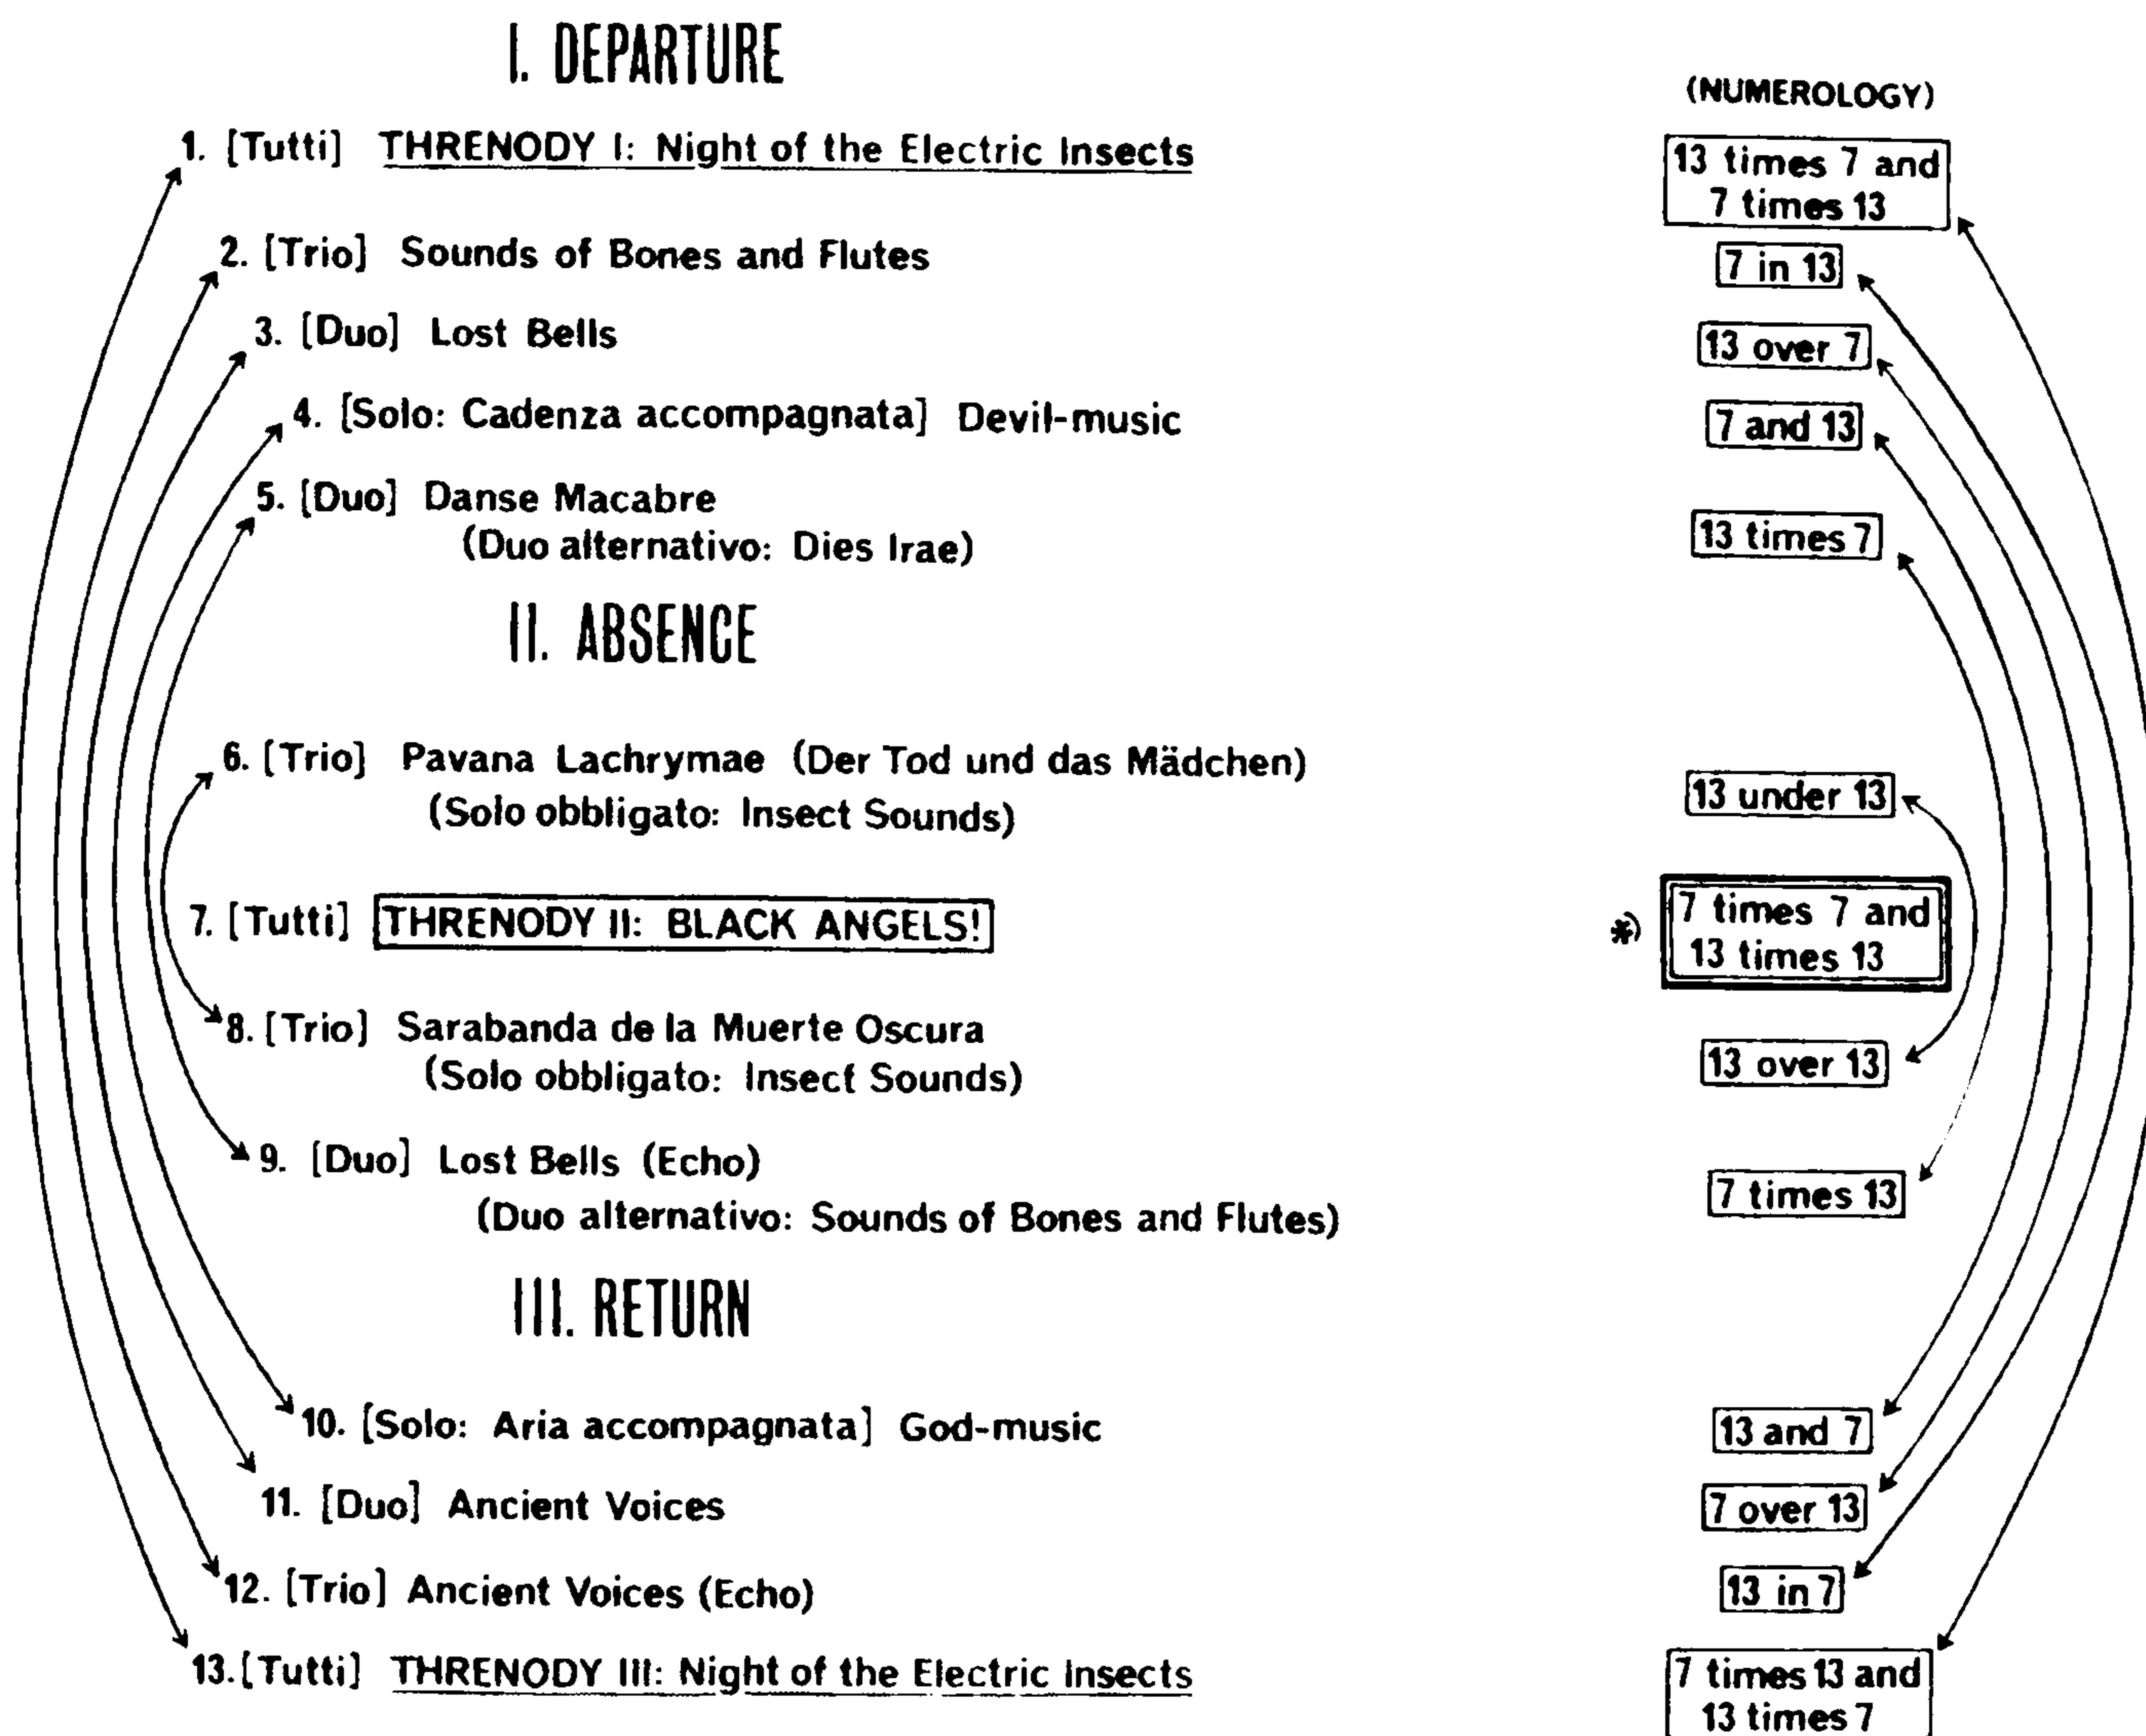 I. DEPARTURE
(NUMEROLOGY)
1. [Tutti] THRENODY I: Night of the Electric Insects
13 times 7 and
7 times 13
2. [Trio] Sounds of Bones and Flutes
7 in 13
3. [Duo] Lost Bells
13 over 7
4. [Solo: Cadenza accompagnata] Devil-music
7 and 13
5. [Duo] Danse Macabre
(Duo alternativo: Dies Irae)
13 times 7
II. ABSENCE
6. [Trio] Pavana Lachrymae (Der Tod und das Mädchen)
(Solo obbligato: Insect Sounds)
13 under 13
7. [Tutti] THRENODY II: BLACK ANGELS!
*) 7 times 7 and
13 times 13
8. [Trio] Sarabanda de la Muerte Oscura
(Solo obbligato: Insect Sounds)
13 over 13
9. [Duo] Lost Bells (Echo)
(Duo alternativo: Sounds of Bones and Flutes)
7 times 13
III. RETURN
10. [Solo: Aria accompagnata] God-music
13 and 7
11. [Duo] Ancient Voices
7 over 13
12. [Trio] Ancient Voices (Echo)
13 in 7
13. [Tutti] THRENODY III: Night of the Electric Insects
7 times 13 and
13 times 7